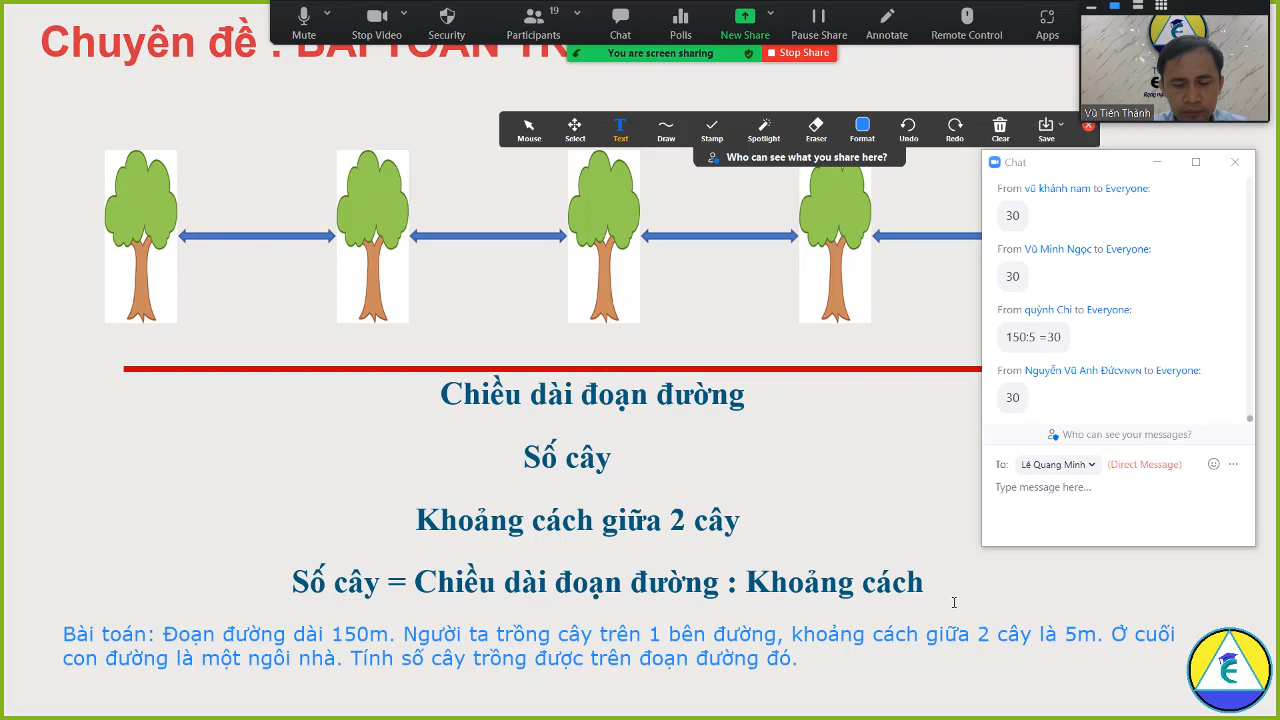 Mute
Stop Video
Security
Participants
19
Chat
Polls
New Share
Pause Share
Annotate
Remote Control
Apps
You are screen sharing
Stop Share
Chuyên đề : BÀI TOÁN TR
Vũ Tiến Thành
Mouse
Select
Text
Draw
Stamp
Spotlight
Eraser
Format
Undo
Redo
Clear
Save
Who can see what you share here?
Chat
From vũ khánh nam to Everyone:
30
From Vũ Minh Ngọc to Everyone:
30
From quỳnh Chi to Everyone:
150:5 =30
From Nguyễn Vũ Anh ĐứcVNVN to Everyone:
30
Who can see your messages?
To: Lê Quang Minh (Direct Message)
Type message here...
Chiều dài đoạn đường
Số cây
Khoảng cách giữa 2 cây
Số cây = Chiều dài đoạn đường : Khoảng cách
Bài toán: Đoạn đường dài 150m. Người ta trồng cây trên 1 bên đường, khoảng cách giữa 2 cây là 5m. Ở cuối
con đường là một ngôi nhà. Tính số cây trồng được trên đoạn đường đó.